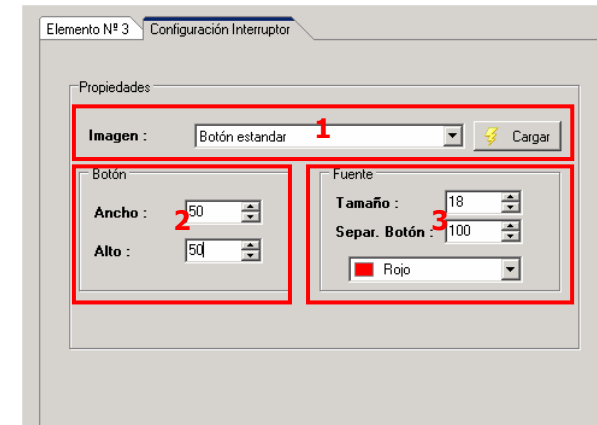 Elemento Nº 3 Configuración Interruptor
Propiedades
Imagen : Botón estandar 1 Cargar
Botón
Ancho : 50
2
Alto : 50
Fuente
Tamaño : 18
3
Separ. Botón : 100
Rojo